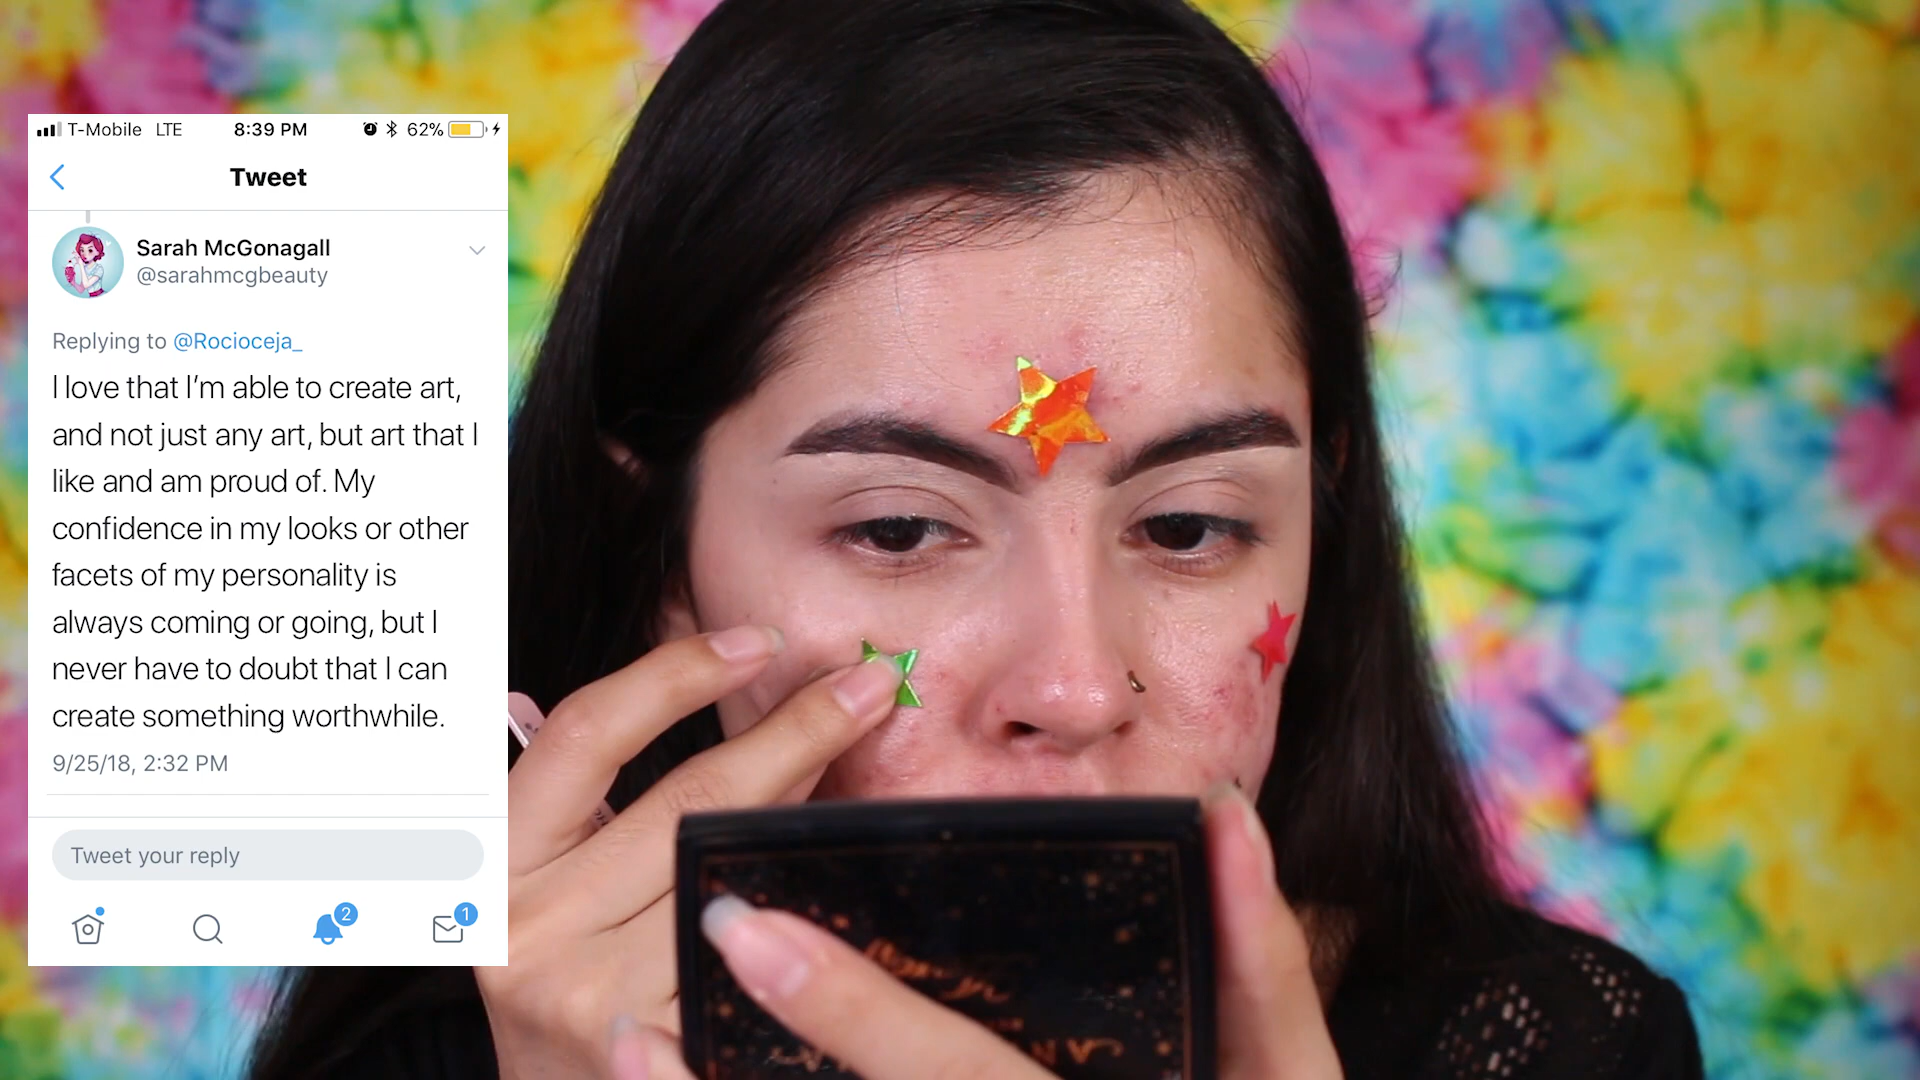 T-Mobile LTE 8:39 PM 62%
Tweet
Sarah McGonagall
@sarahmcgbeauty
Replying to @Rocioceja_
I love that I'm able to create art,
and not just any art, but art that I
like and am proud of. My
confidence in my looks or other
facets of my personality is
always coming or going, but I
never have to doubt that I can
create something worthwhile.
9/25/18, 2:32 PM
Tweet your reply
2
1